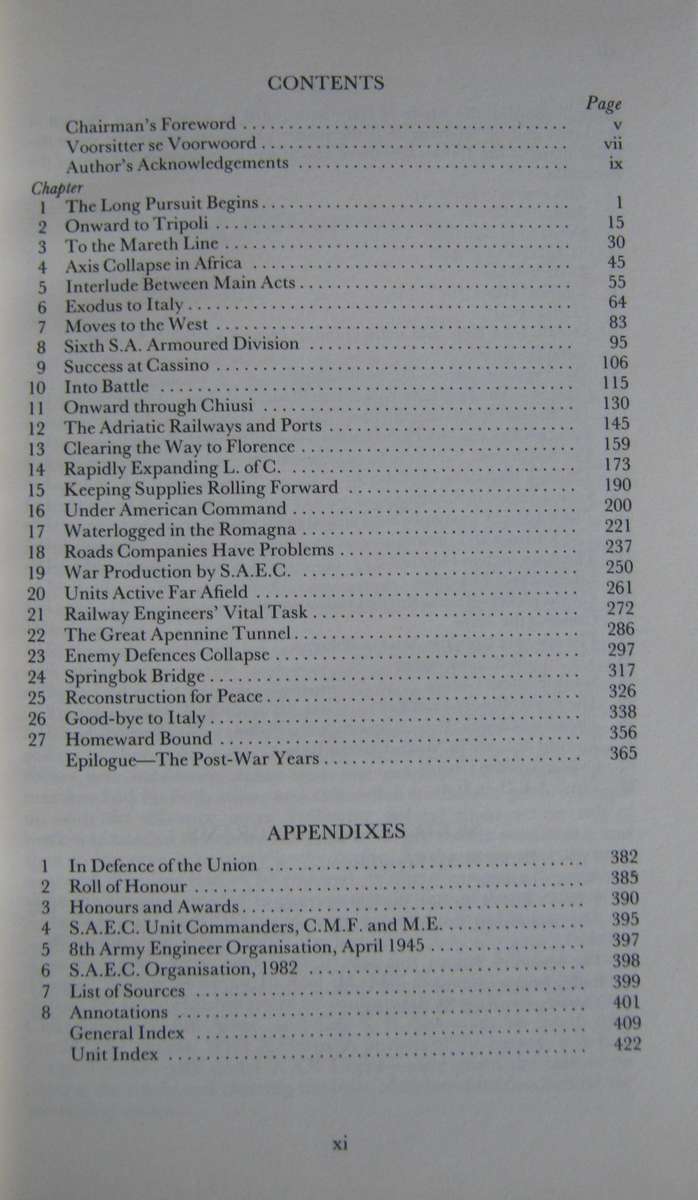 CONTENTS
Page
Chairman's Foreword . . . . . . . . . . . . . . . . . . . . v
Voorsitter se Voorwoord . . . . . . . . . . . . . . . . . . . . vii
Author's Acknowledgements . . . . . . . . . . . . . . . . . . . . ix
Chapter
1 The Long Pursuit Begins . . . . . . . . . . . . . . . . . . . . 1
2 Onward to Tripoli . . . . . . . . . . . . . . . . . . . . 15
3 To the Mareth Line . . . . . . . . . . . . . . . . . . . . 30
4 Axis Collapse in Africa . . . . . . . . . . . . . . . . . . . . 45
5 Interlude Between Main Acts . . . . . . . . . . . . . . . . . . . . 55
6 Exodus to Italy . . . . . . . . . . . . . . . . . . . . 64
7 Moves to the West . . . . . . . . . . . . . . . . . . . . 83
8 Sixth S.A. Armoured Division . . . . . . . . . . . . . . . . . . . . 95
9 Success at Cassino . . . . . . . . . . . . . . . . . . . . 106
10 Into Battle . . . . . . . . . . . . . . . . . . . . 115
11 Onward through Chiusi . . . . . . . . . . . . . . . . . . . . 130
12 The Adriatic Railways and Ports . . . . . . . . . . . . . . . . . . . . 145
13 Clearing the Way to Florence . . . . . . . . . . . . . . . . . . . . 159
14 Rapidly Expanding L. of C. . . . . . . . . . . . . . . . . . . . . 173
15 Keeping Supplies Rolling Forward . . . . . . . . . . . . . . . . . . . . 190
16 Under American Command . . . . . . . . . . . . . . . . . . . . 200
17 Waterlogged in the Romagna . . . . . . . . . . . . . . . . . . . . 221
18 Roads Companies Have Problems . . . . . . . . . . . . . . . . . . . . 237
19 War Production by S.A.E.C. . . . . . . . . . . . . . . . . . . . . 250
20 Units Active Far Afield . . . . . . . . . . . . . . . . . . . . 261
21 Railway Engineers' Vital Task . . . . . . . . . . . . . . . . . . . . 272
22 The Great Apennine Tunnel . . . . . . . . . . . . . . . . . . . . 286
23 Enemy Defences Collapse . . . . . . . . . . . . . . . . . . . . 297
24 Springbok Bridge . . . . . . . . . . . . . . . . . . . . 317
25 Reconstruction for Peace . . . . . . . . . . . . . . . . . . . . 326
26 Good-bye to Italy . . . . . . . . . . . . . . . . . . . . 338
27 Homeward Bound . . . . . . . . . . . . . . . . . . . . 356
Epilogue—The Post-War Years . . . . . . . . . . . . . . . . . . . . 365
APPENDIXES
1 In Defence of the Union . . . . . . . . . . . . . . . . . . . . 382
2 Roll of Honour . . . . . . . . . . . . . . . . . . . . 385
3 Honours and Awards . . . . . . . . . . . . . . . . . . . . 390
4 S.A.E.C. Unit Commanders, C.M.F. and M.E. . . . . . . . . . . . . . 395
5 8th Army Engineer Organisation, April 1945 . . . . . . . . . . . . . . 397
6 S.A.E.C. Organisation, 1982 . . . . . . . . . . . . . . . . . . . . 398
7 List of Sources . . . . . . . . . . . . . . . . . . . . 399
8 Annotations . . . . . . . . . . . . . . . . . . . . 401
General Index . . . . . . . . . . . . . . . . . . . . 409
Unit Index . . . . . . . . . . . . . . . . . . . . 422
xi